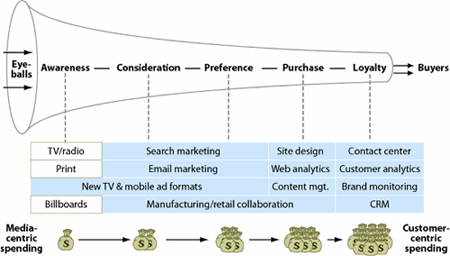 Eye-
balls
Awareness
Consideration
Preference
Purchase
Loyalty
Buyers
TV/radio
Search marketing
Site design
Contact center
Print
Email marketing
Web analytics
Customer analytics
New TV & mobile ad formats
Content mgt.
Brand monitoring
Billboards
Manufacturing/retail collaboration
CRM
Media-
centric
spending
$
$ $
$ $
$ $
$ $ $
Customer-
centric
spending